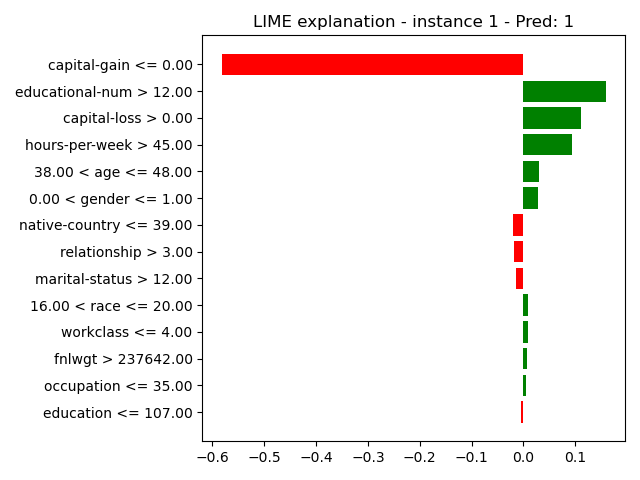 LIME explanation - instance 1 - Pred: 1
capital-gain <= 0.00
educational-num > 12.00
capital-loss > 0.00
hours-per-week > 45.00
38.00 < age <= 48.00
0.00 < gender <= 1.00
native-country <= 39.00
relationship > 3.00
marital-status > 12.00
16.00 < race <= 20.00
workclass <= 4.00
fnlwgt > 237642.00
occupation <= 35.00
education <= 107.00
−0.6 −0.5 −0.4 −0.3 −0.2 −0.1 0.0 0.1